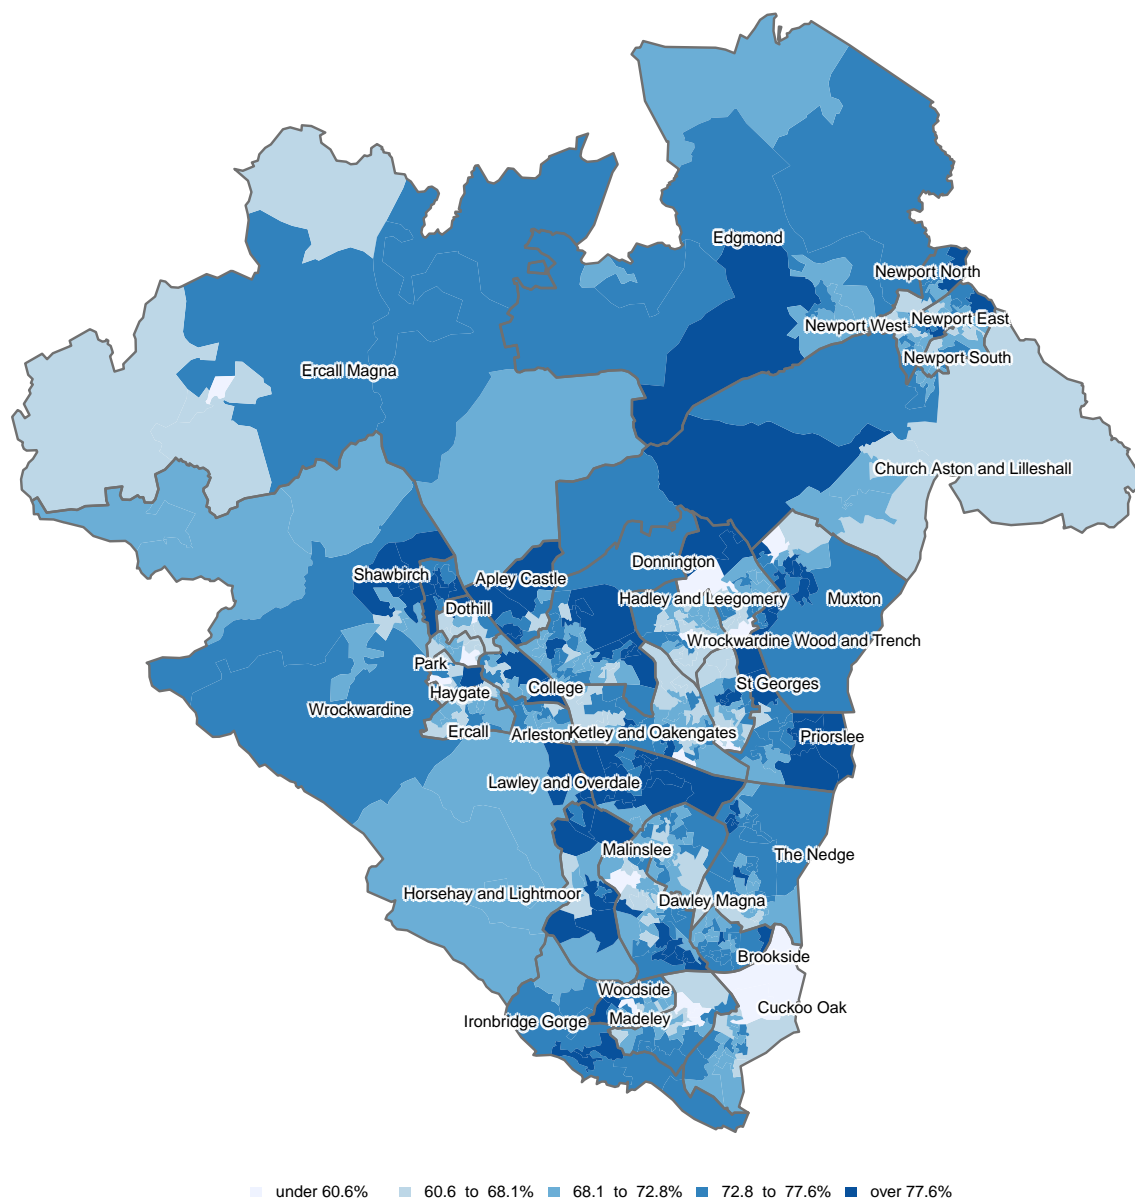 Edgmond
Newport North
Newport East
Newport West
Newport South
Ercall Magna
Church Aston and Lilleshall
Donnington
Shawbirch
Apley Castle
Hadley and Leegomery
Muxton
Dothill
Wrockwardine Wood and Trench
Park
St Georges
College
Haygate
Wrockwardine
Ercall
Arleston
Ketley and Oakengates
Priorslee
Lawley and Overdale
Malinslee
The Nedge
Horsehay and Lightmoor
Dawley Magna
Brookside
Woodside
Cuckoo Oak
Ironbridge Gorge
Madeley
under 60.6% 60.6 to 68.1% 68.1 to 72.8% 72.8 to 77.6% over 77.6%